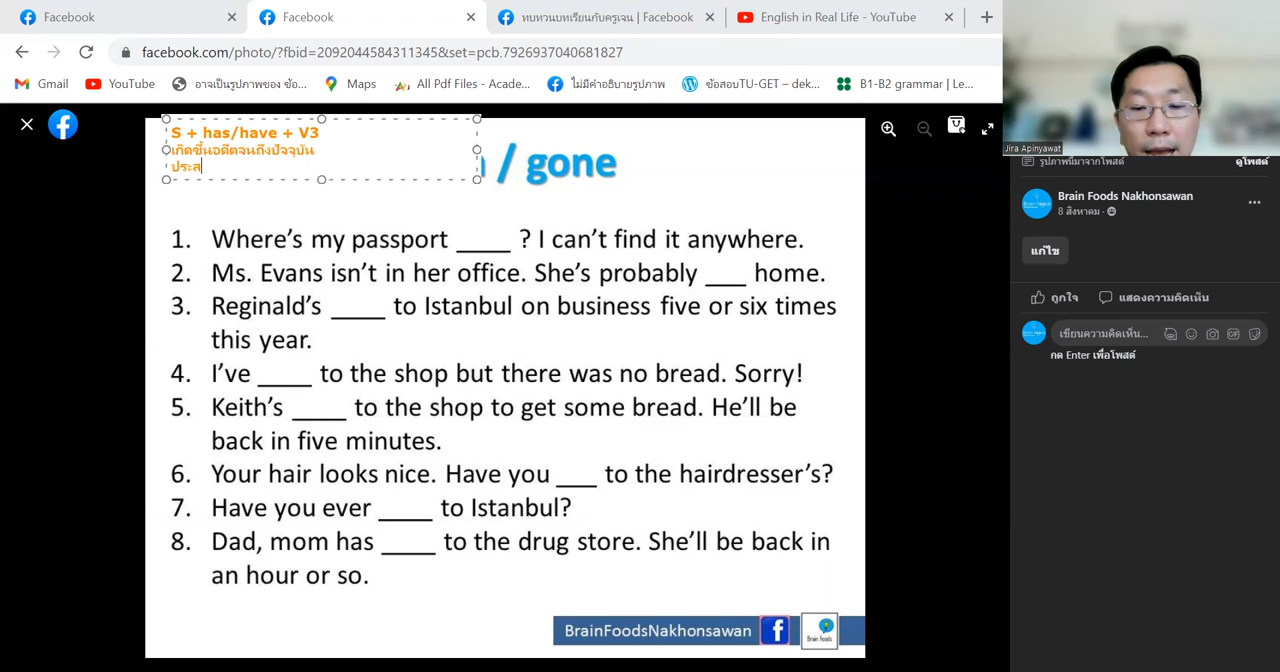 Facebook
Facebook
ทบทวนบทเรียนกับครูเจน | Facebook
English in Real Life - YouTube
facebook.com/photo/?fbid=2092044584311345&set=pcb.7926937040681827
Gmail
YouTube
อาจเป็นรูปภาพของ ข้อ...
Maps
All Pdf Files - Acade...
ไม่มีคำอธิบายรูปภาพ
ข้อสอบTU-GET – dek...
B1-B2 grammar | Le...
S + has/have + V3
เกิดขึ้นอดีตจนถึงปัจจุบัน
ประส
/ gone
1. Where's my passport ____ ? I can't find it anywhere.
2. Ms. Evans isn't in her office. She's probably ___ home.
3. Reginald's ____ to Istanbul on business five or six times
this year.
4. I've ____ to the shop but there was no bread. Sorry!
5. Keith's ____ to the shop to get some bread. He'll be
back in five minutes.
6. Your hair looks nice. Have you ___ to the hairdresser's?
7. Have you ever ____ to Istanbul?
8. Dad, mom has ____ to the drug store. She'll be back in
an hour or so.
BrainFoodsNakhonsawan
Brain Foods
Jira Apinyawat
รูปภาพนี้มาจากโพสต์
ดูโพสต์
Brain Foods Nakhonsawan
8 สิงหาคม ·
แก้ไข
ถูกใจ
แสดงความคิดเห็น
เขียนความคิดเห็น...
กด Enter เพื่อโพสต์